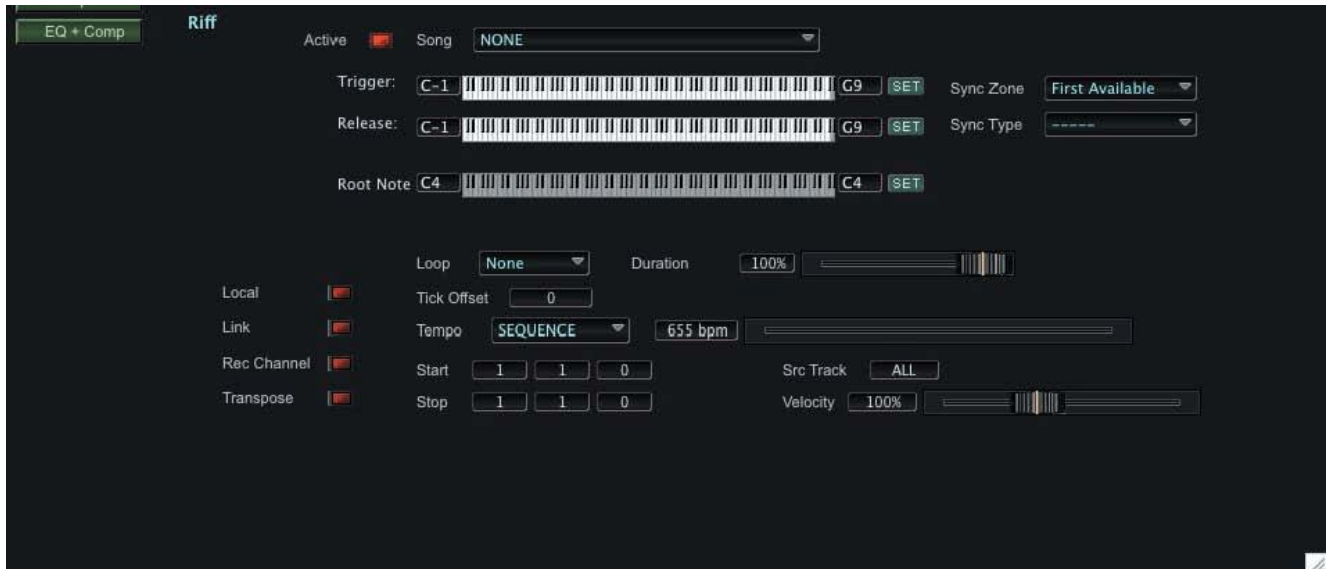 EQ + Comp
Riff
Active Song NONE
Trigger: C-1 G9 SET Sync Zone First Available
Release: C-1 G9 SET Sync Type -----
Root Note C4 C4 SET
Loop None Duration 100%
Local Tick Offset 0
Link Tempo SEQUENCE 655 bpm
Rec Channel Start 1 1 0 Src Track ALL
Transpose Stop 1 1 0 Velocity 100%